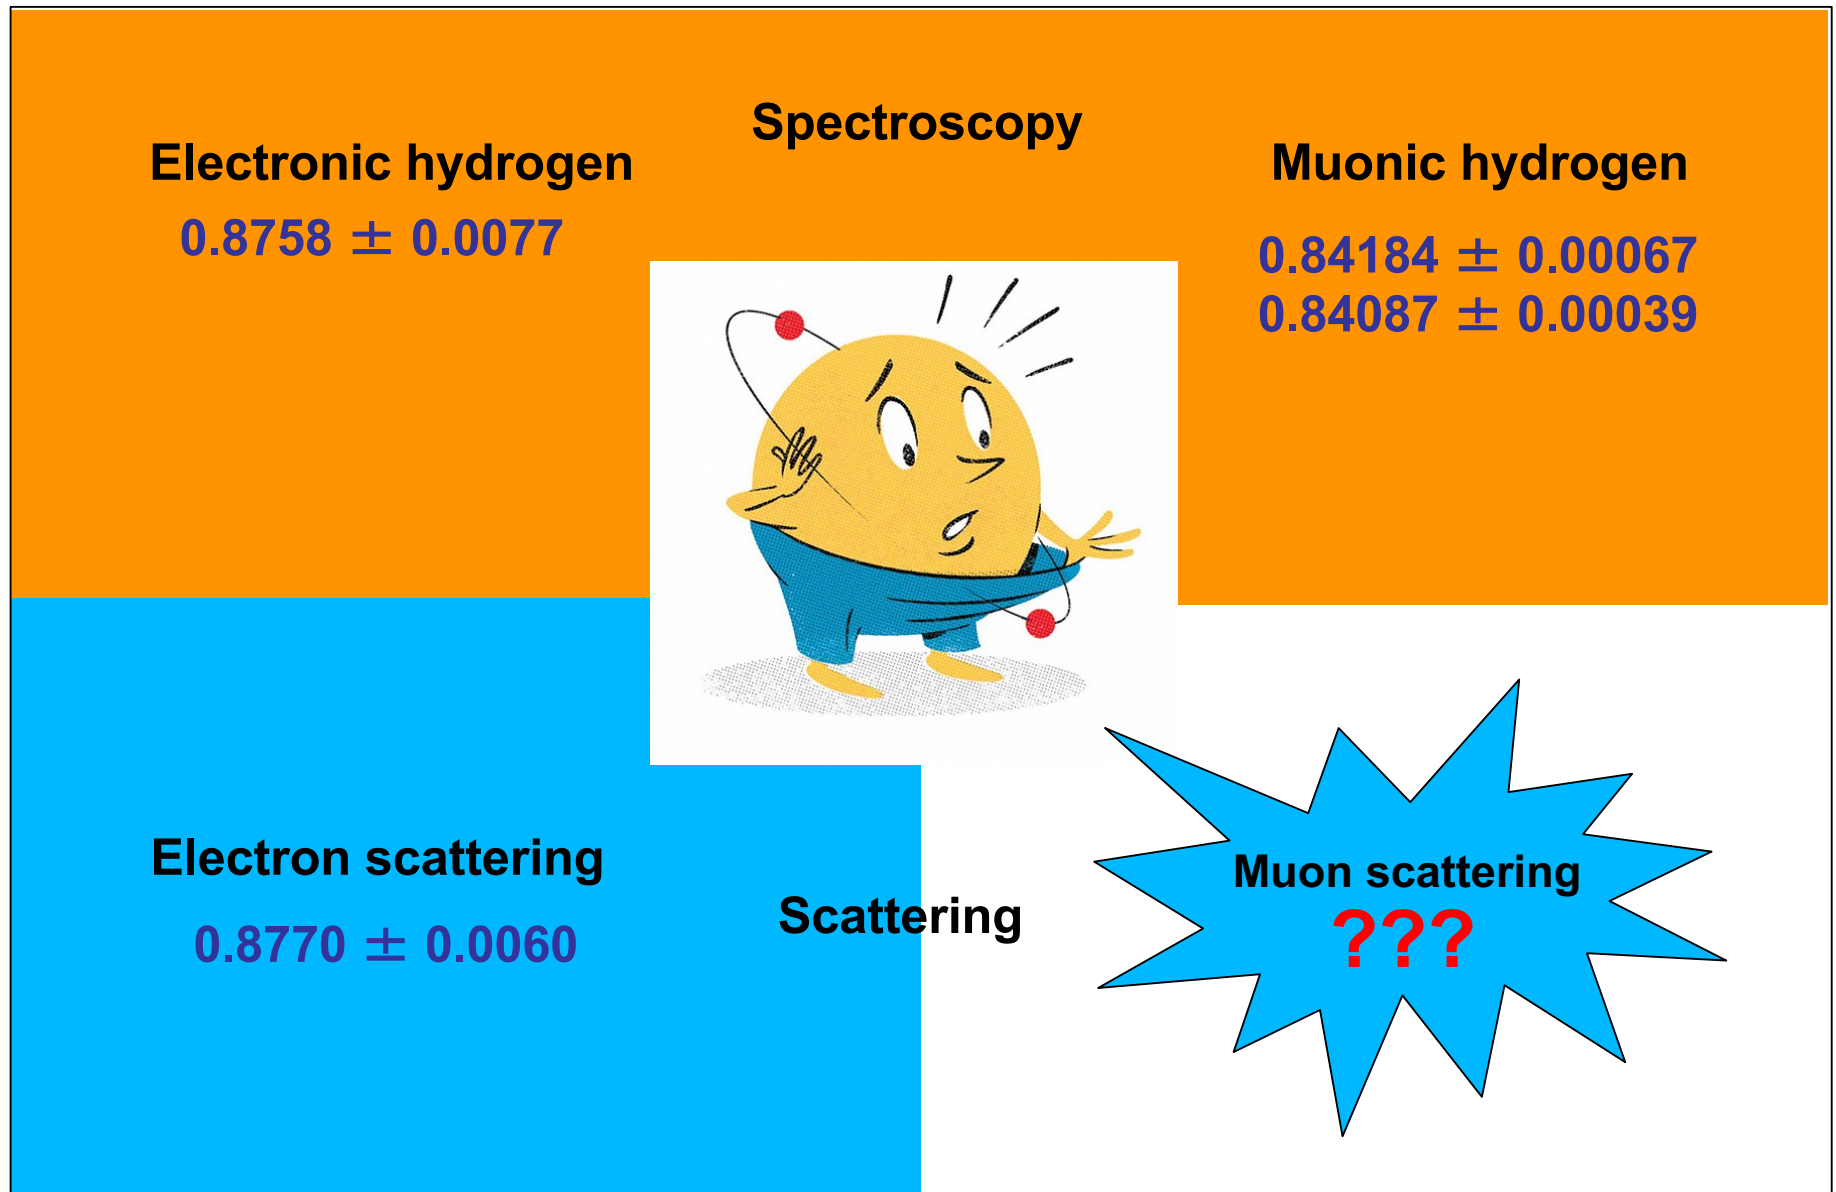 Spectroscopy
Electronic hydrogen
0.8758 ± 0.0077
Muonic hydrogen
0.84184 ± 0.00067
0.84087 ± 0.00039
Electron scattering
0.8770 ± 0.0060
Scattering
Muon scattering
???